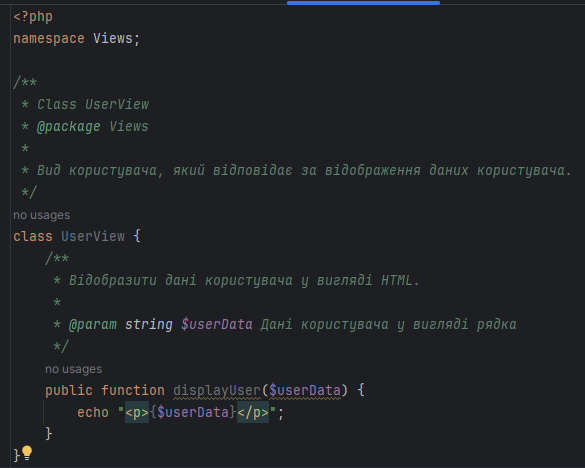 <?php
namespace Views;
/**
 * Class UserView
 * @package Views
 *
 * Вид користувача, який відповідає за відображення даних користувача.
 */
no usages
class UserView {
    /**
     * Відобразити дані користувача у вигляді HTML.
     *
     * @param string $userData Дані користувача у вигляді рядка
     */
    no usages
    public function displayUser($userData) {
        echo "<p>{$userData}</p>";
    }
}